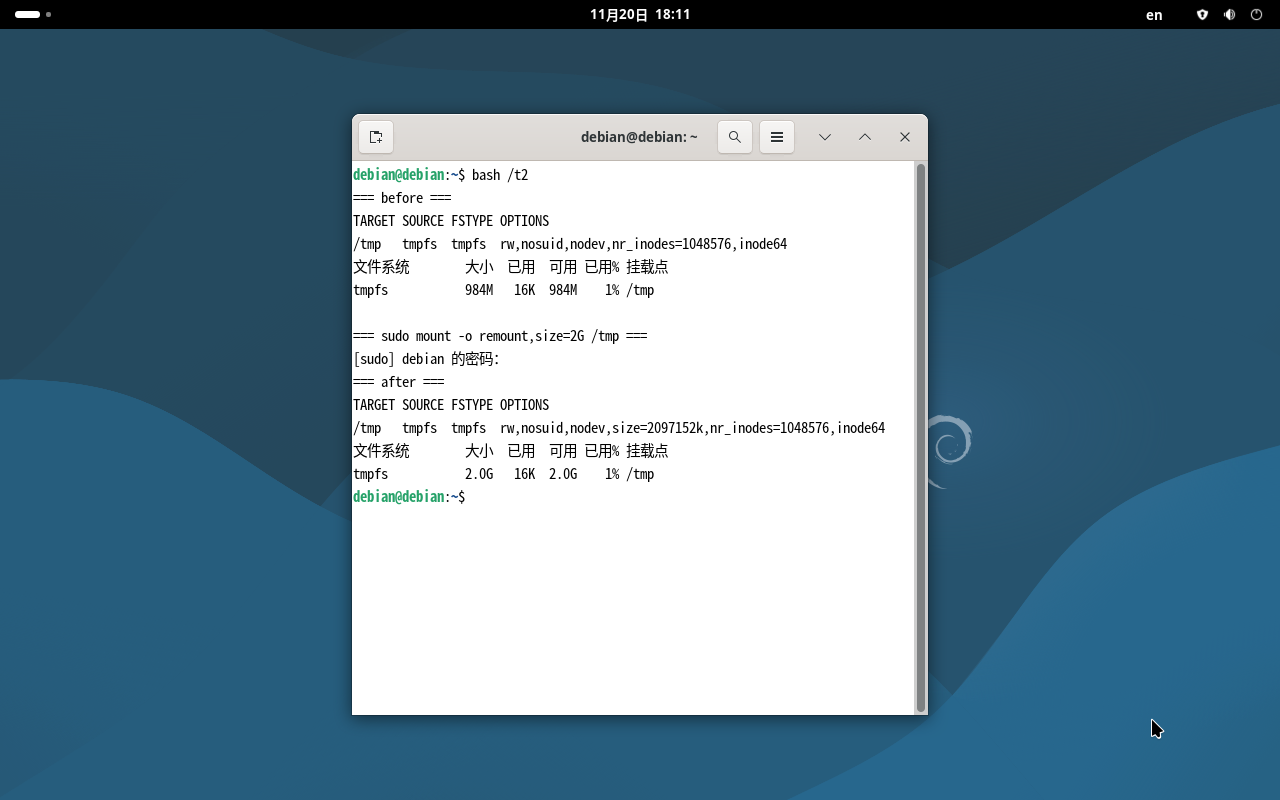 11月20日 18:11
en
debian@debian: ~
debian@debian:~$ bash /t2
=== before ===
TARGET SOURCE FSTYPE OPTIONS
/tmp   tmpfs  tmpfs  rw,nosuid,nodev,nr_inodes=1048576,inode64
文件系统        大小  已用  可用 已用% 挂载点
tmpfs           984M   16K  984M    1% /tmp
=== sudo mount -o remount,size=2G /tmp ===
[sudo] debian 的密码：
=== after ===
TARGET SOURCE FSTYPE OPTIONS
/tmp   tmpfs  tmpfs  rw,nosuid,nodev,size=2097152k,nr_inodes=1048576,inode64
文件系统        大小  已用  可用 已用% 挂载点
tmpfs           2.0G   16K  2.0G    1% /tmp
debian@debian:~$